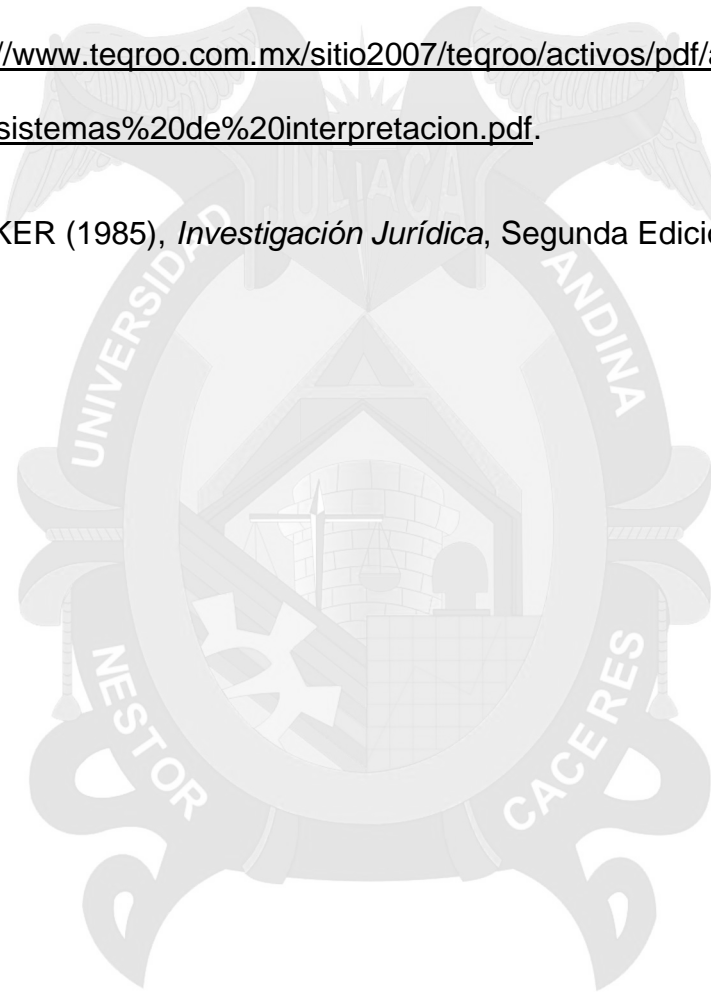 //www.teqroo.com.mx/sitio2007/teqroo/activos/pdf/a
sistemas%20de%20interpretacion.pdf.
KER (1985), Investigación Jurídica, Segunda Edici
JULIACA
UNIVERSIDAD
ANDINA
NESTOR
CACERES